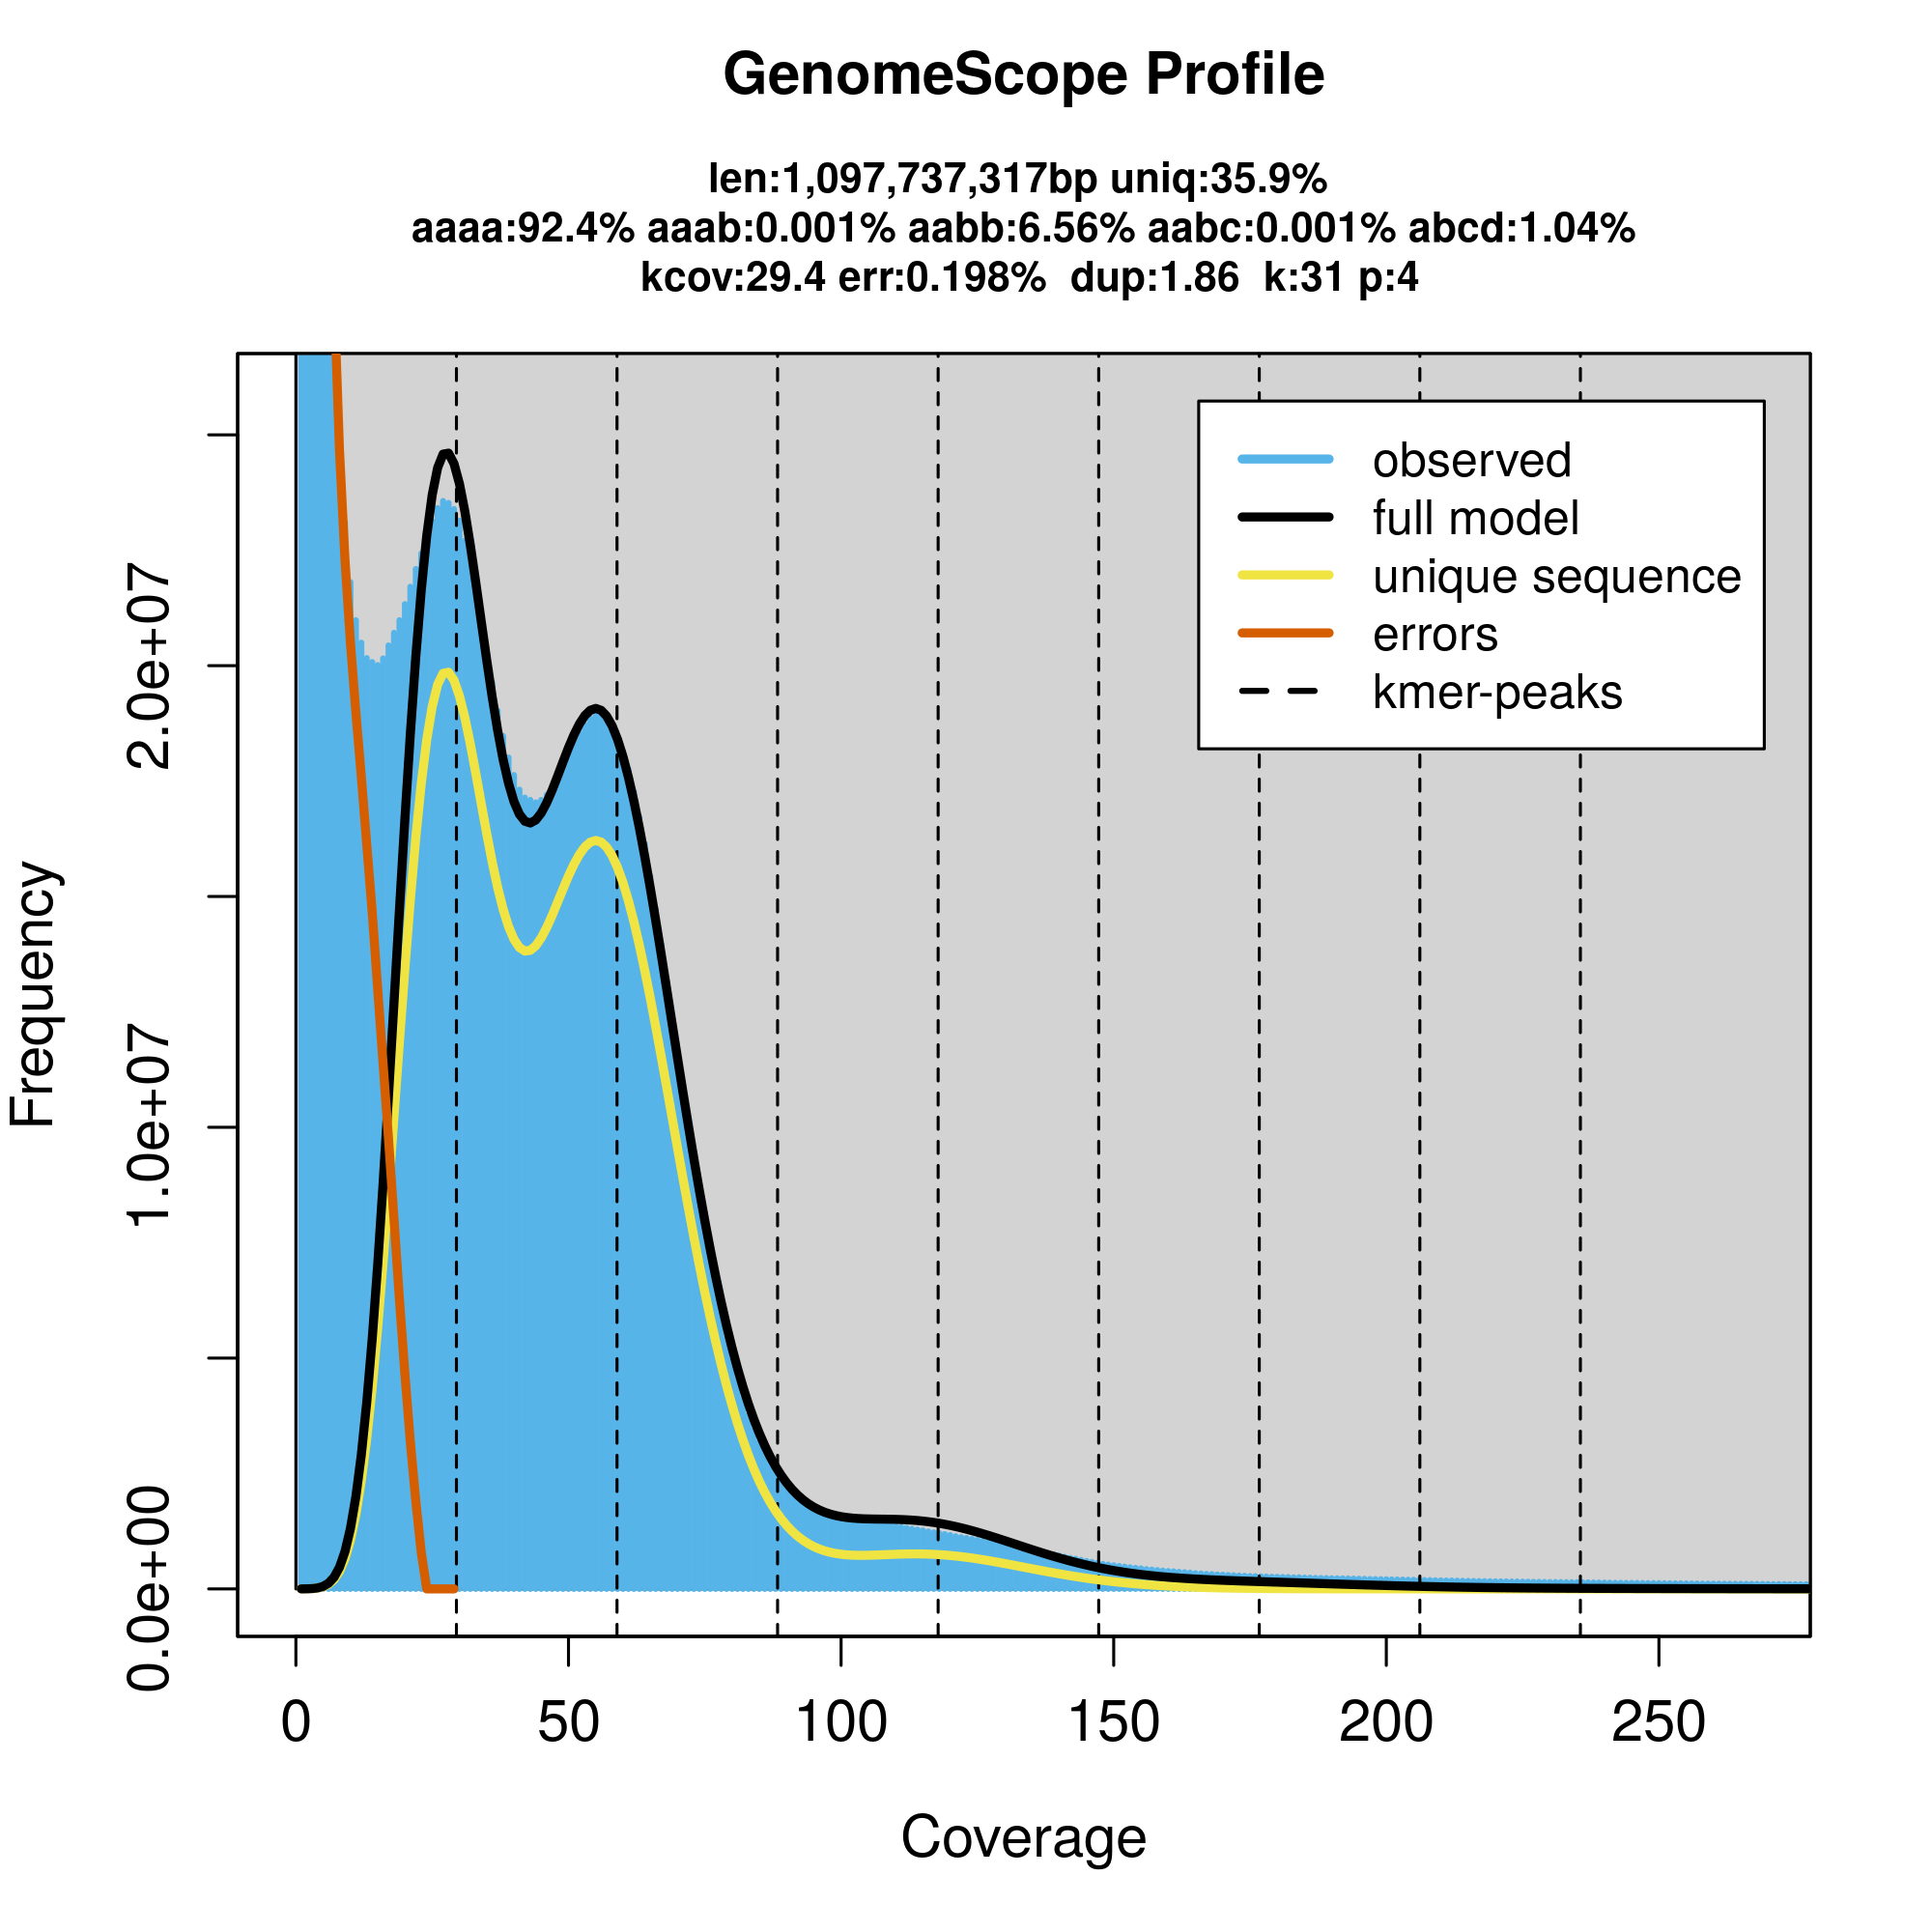 GenomeScope Profile
len:1,097,737,317bp uniq:35.9%
aaaa:92.4% aaab:0.001% aabb:6.56% aabc:0.001% abcd:1.04%
kcov:29.4 err:0.198% dup:1.86 k:31 p:4
observed
full model
unique sequence
errors
kmer-peaks
Frequency
2.0e+07
1.0e+07
0.0e+00
0 50 100 150 200 250
Coverage